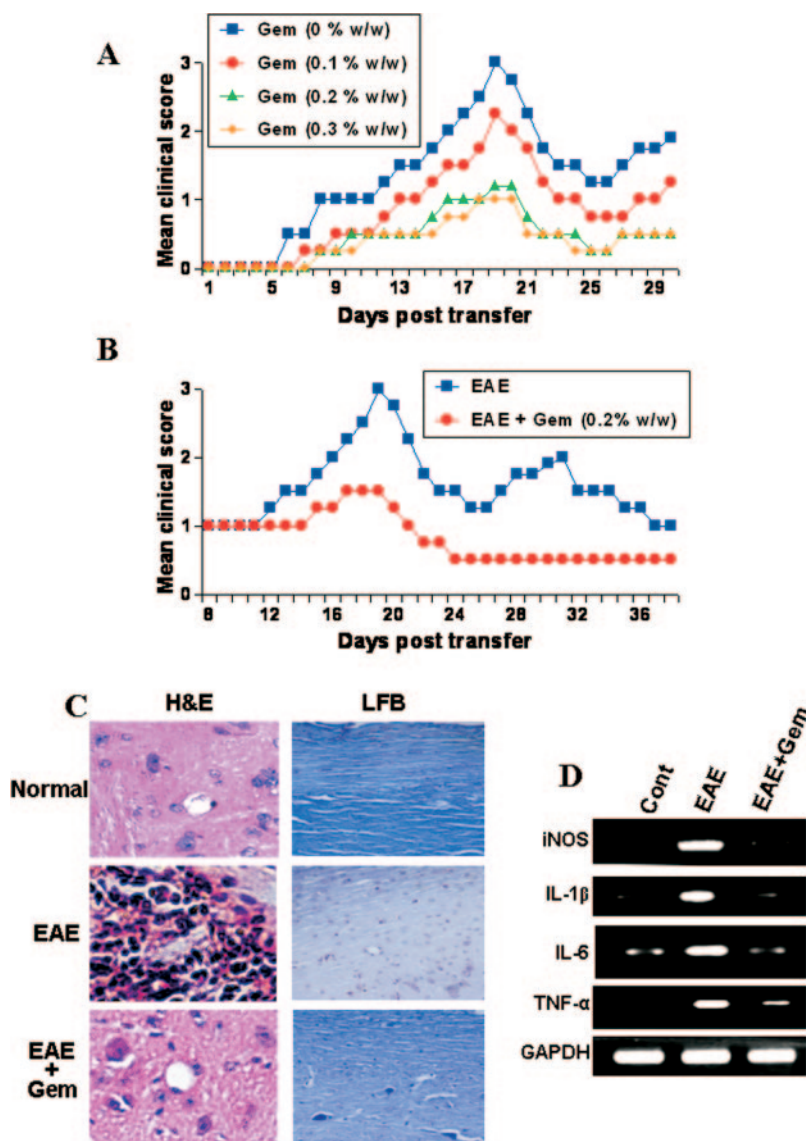 A
Gem (0 % w/w)
Gem (0.1 % w/w)
Gem (0.2 % w/w)
Gem (0.3 % w/w)
Mean clinical score
3
2
1
0
1 5 9 13 17 21 25 29
Days post transfer
B
EAE
EAE + Gem (0.2% w/w)
Mean clinical score
3
2
1
0
8 12 16 20 24 28 32 36
Days post transfer
C
H&E LFB
Normal
EAE
EAE
+
Gem
D
Cont EAE EAE+Gem
iNOS
IL-1β
IL-6
TNF-α
GAPDH